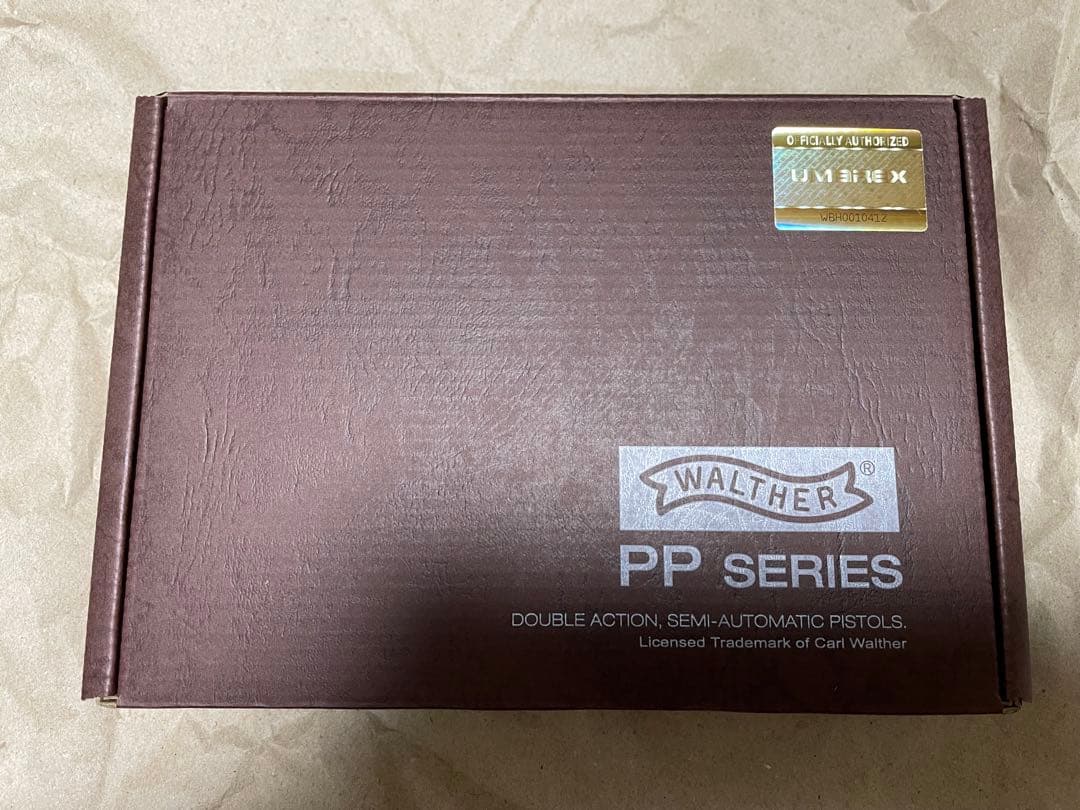 OFFICIALLY AUTHORIZED
UMAREX
WBH0010412
WALTHER®
PP SERIES
DOUBLE ACTION, SEMI-AUTOMATIC PISTOLS.
Licensed Trademark of Carl Walther